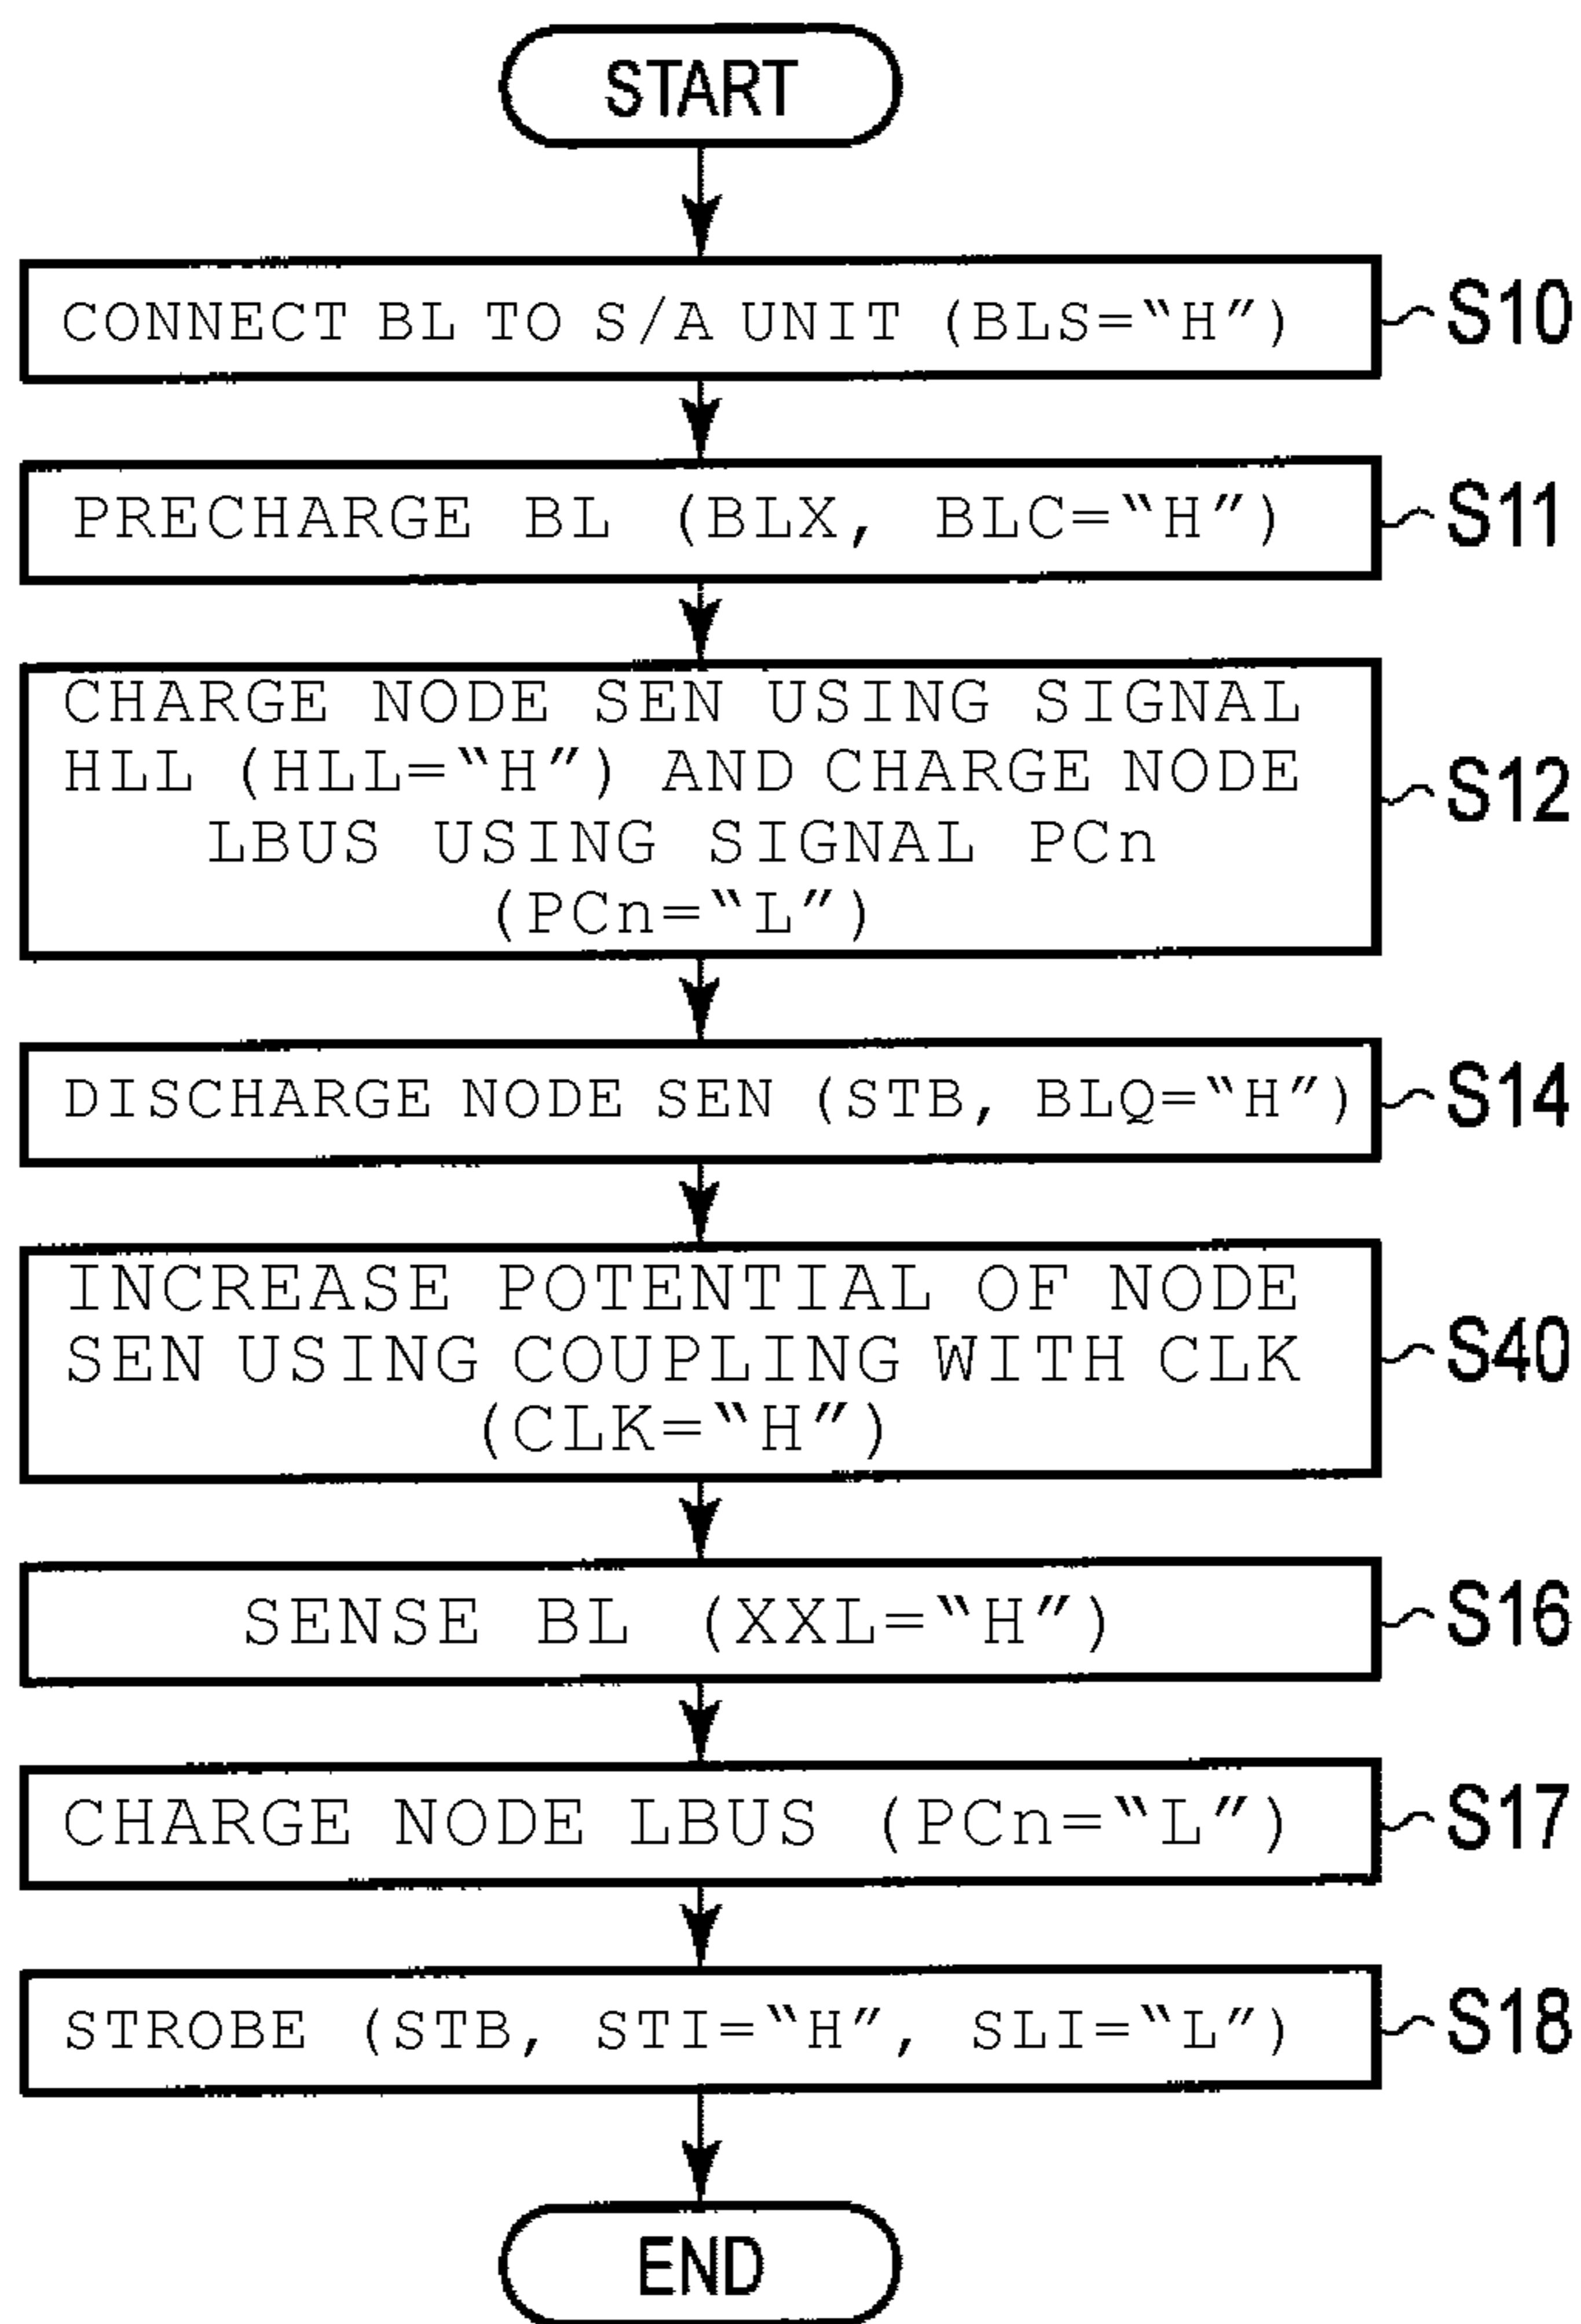 START
CONNECT BL TO S/A UNIT (BLS=“H”)
S10
PRECHARGE BL (BLX, BLC=“H”)
S11
CHARGE NODE SEN USING SIGNAL
HLL (HLL=“H”) AND CHARGE NODE
LBUS USING SIGNAL PCn
(PCn=“L”)
S12
DISCHARGE NODE SEN (STB, BLQ=“H”)
S14
INCREASE POTENTIAL OF NODE
SEN USING COUPLING WITH CLK
(CLK=“H”)
S40
SENSE BL (XXL=“H”)
S16
CHARGE NODE LBUS (PCn=“L”)
S17
STROBE (STB, STI=“H”, SLI=“L”)
S18
END